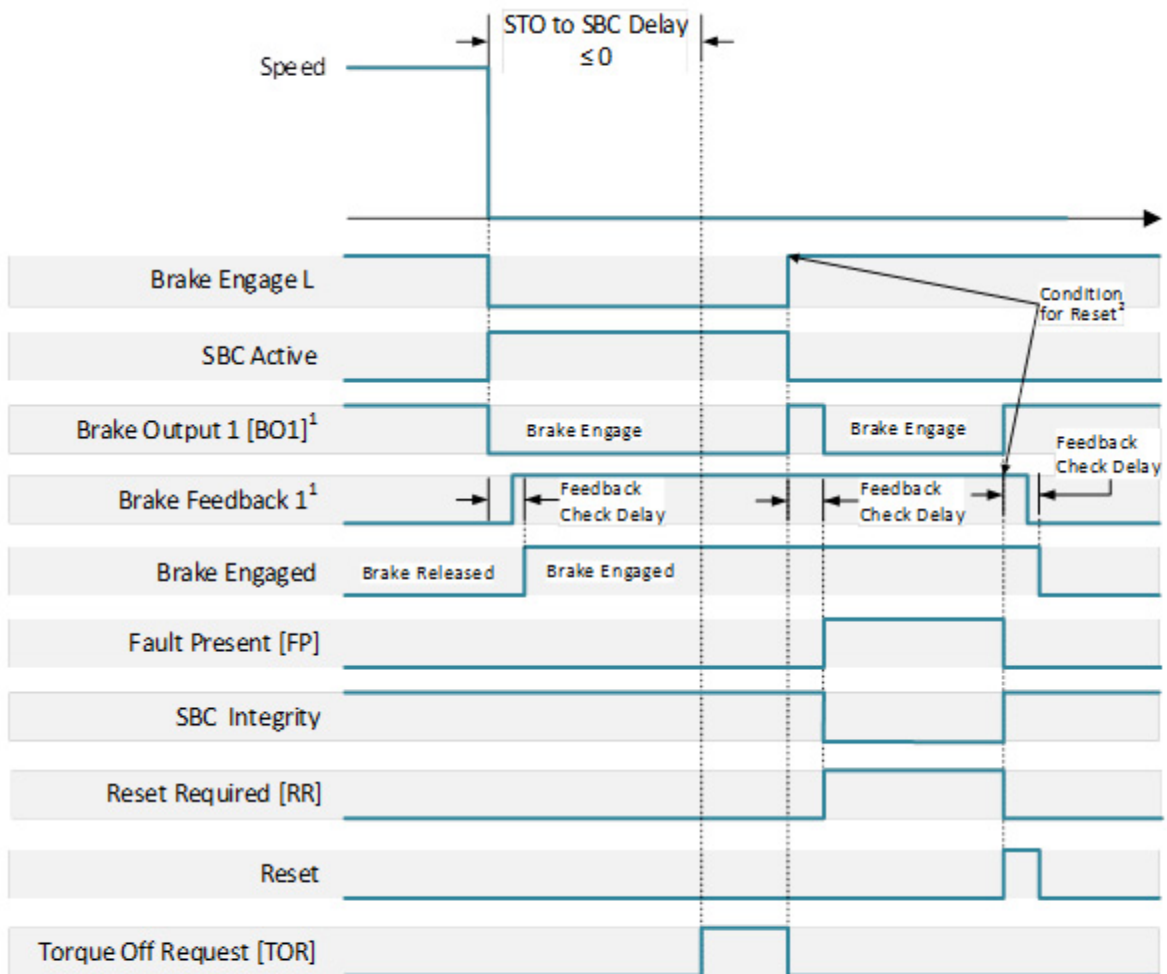 STO to SBC Delay
≤ 0
Speed
Brake Engage L
Condition
for Reset²
SBC Active
Brake Output 1 [BO1]¹
Brake Engage
Brake Engage
Feedback
Check Delay
Brake Feedback 1¹
Feedback
Check Delay
Feedback
Check Delay
Brake Engaged
Brake Released
Brake Engaged
Fault Present [FP]
SBC Integrity
Reset Required [RR]
Reset
Torque Off Request [TOR]